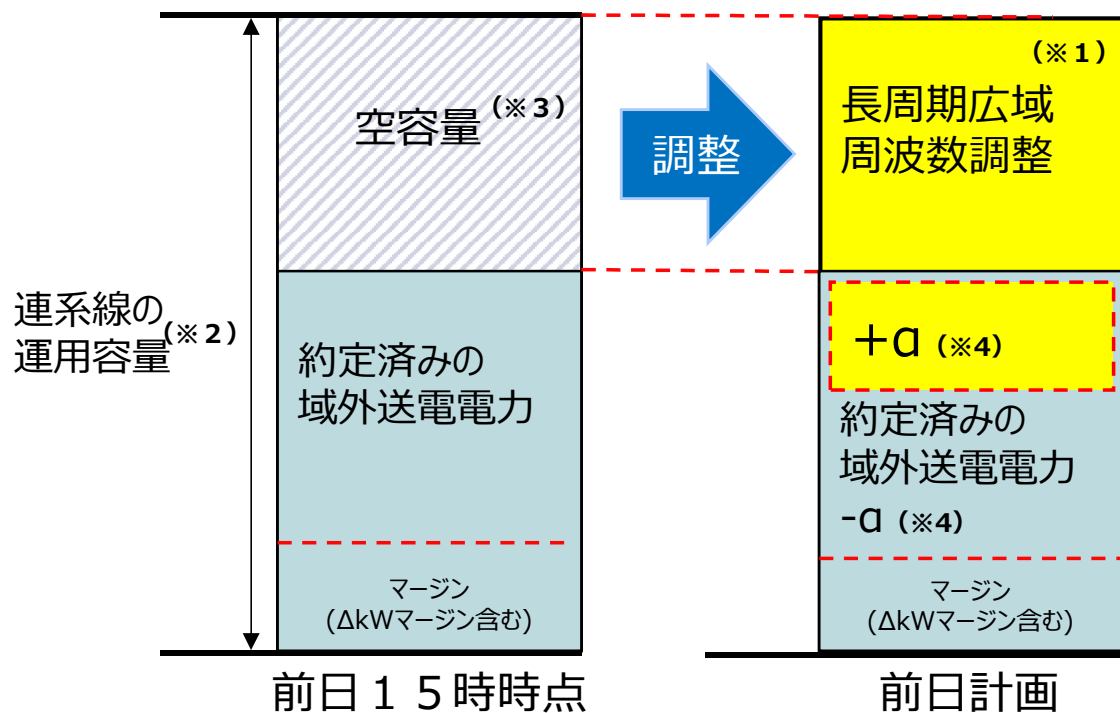 連系線の
運用容量(※２)
空容量(※３)
約定済みの
域外送電電力
マージン
(ΔkWマージン含む)
前日１５時時点
調整
(※１)
長周期広域
周波数調整
+α (※4)
約定済みの
域外送電電力
-α (※4)
マージン
(ΔkWマージン含む)
前日計画